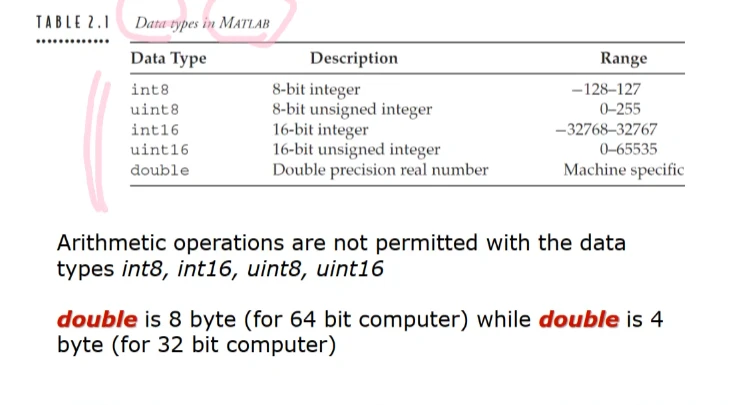 TABLE 2.1 Data types in MATLAB
Data Type Description Range
int8 8-bit integer −128–127
uint8 8-bit unsigned integer 0–255
int16 16-bit integer −32768–32767
uint16 16-bit unsigned integer 0–65535
double Double precision real number Machine specific
Arithmetic operations are not permitted with the data
types int8, int16, uint8, uint16
double is 8 byte (for 64 bit computer) while double is 4
byte (for 32 bit computer)